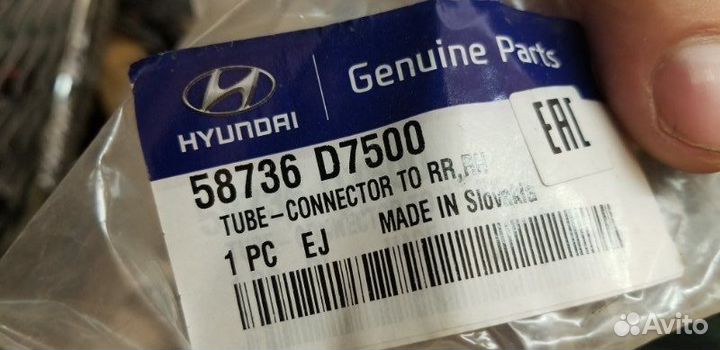 HYUNDAI
Genuine Parts
58736 D7500
TUBE-CONNECTOR TO RR,RH
1 PC EJ MADE IN Slovakia
EAC
Avito